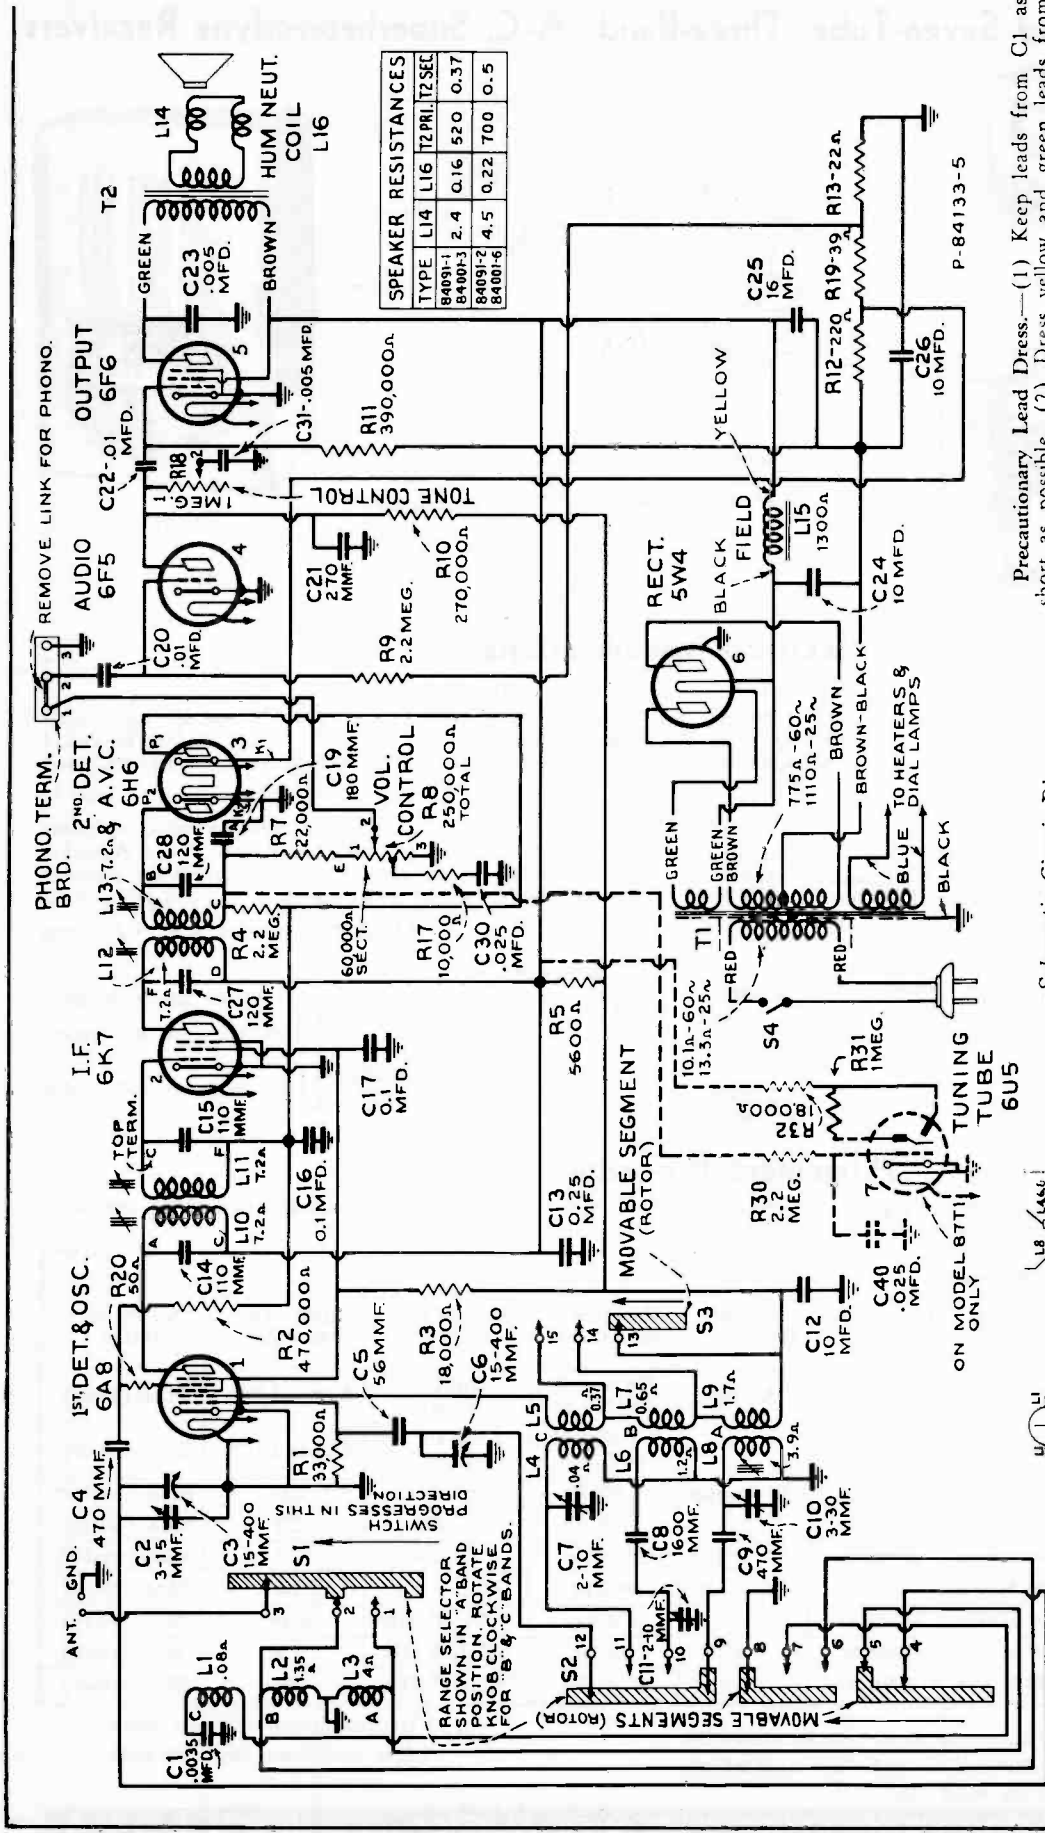 ANT. GND.
C4
470 MMF.
1ST. DET. & OSC.
6A8
R20
50Ω
TOP
TERM.
I.F.
6K7
PHONO. TERM.
BRD.
REMOVE LINK FOR PHONO.
2ND. DET.
& A.V.C.
6H6
AUDIO
6F5
OUTPUT
6F6
T2
L14
HUM NEUT.
COIL
L16
GREEN
C23
.005
MFD.
BROWN
C22-.01
MFD.
R18
1 MEG.
TONE CONTROL
C31-.005 MFD.
R11
390,000Ω
C20
.01
MFD.
C21
270
MMF.
R10
270,000Ω
R9
2.2 MEG.
L13-7.2Ω
C28
120
MMF.
L12
7.2Ω
C27
120
MMF.
R4
2.2
MEG.
R7
22,000Ω
C19
180 MMF.
VOL.
CONTROL
R8
250,000Ω
TOTAL
60,000Ω
SECT.
R17
10,000
Ω
C30
.025
MFD.
C15
110
MMF.
L11
7.2Ω
L10
7.2Ω
C14
110
MMF.
C16
0.1 MFD.
C17
0.1
MFD.
R2
470,000Ω
R1
33,000Ω
C2
3-15
MMF.
C3
15-400
MMF.
SWITCH
PROGRESSES IN THIS
DIRECTION
S1
C1
.0035
MFD.
L1
.08Ω
L2
1.35
Ω
L3
4Ω
RANGE SELECTOR
SHOWN IN "A" BAND
POSITION. ROTATE
KNOB CLOCKWISE
FOR "B" & "C" BANDS.
C5
56 MMF.
C6
15-400
MMF.
R3
18,000Ω
C13
0.25
MFD.
R5
5600Ω
MOVABLE SEGMENT
(ROTOR)
S3
C12
10
MFD.
L5
0.37
Ω
L7
0.65
Ω
L9
1.7Ω
L4
.04
Ω
L6
1.2Ω
L8
3.9Ω
C7
2-10
MMF.
C8
1600
MMF.
C9
470
MMF.
C10
3-30
MMF.
C11-2-10
MMF.
S2
MOVABLE SEGMENTS (ROTOR)
SPEAKER RESISTANCES
TYPE L14 L16 T2 PRI. T2 SEC
84091-1
84001-3 2.4 0.16 520 0.37
84091-2
84001-6 4.5 0.22 700 0.5
RECT.
5W4
BLACK
FIELD
YELLOW
L15
1300Ω
C24
10 MFD.
C25
16
MFD.
R12-220
Ω
R19-39
Ω
R13-22Ω
C26
10 MFD.
P-84133-5
GREEN
GREEN
BROWN
775Ω-60~
1110Ω-25~
BROWN
BROWN-BLACK
TO HEATERS &
DIAL LAMPS
BLUE
BLACK
T1
RED
RED
10.1Ω-60~
13.3Ω-25~
S4
R31
1 MEG.
R32
18,000Ω
R30
2.2
MEG.
C40
.025
MFD.
TUNING
TUBE
6U5
ON MODEL 87T1
ONLY
Precautionary Lead Dress.—(1) Keep leads from C1 as
short as possible. (2) Dress yellow and green leads from